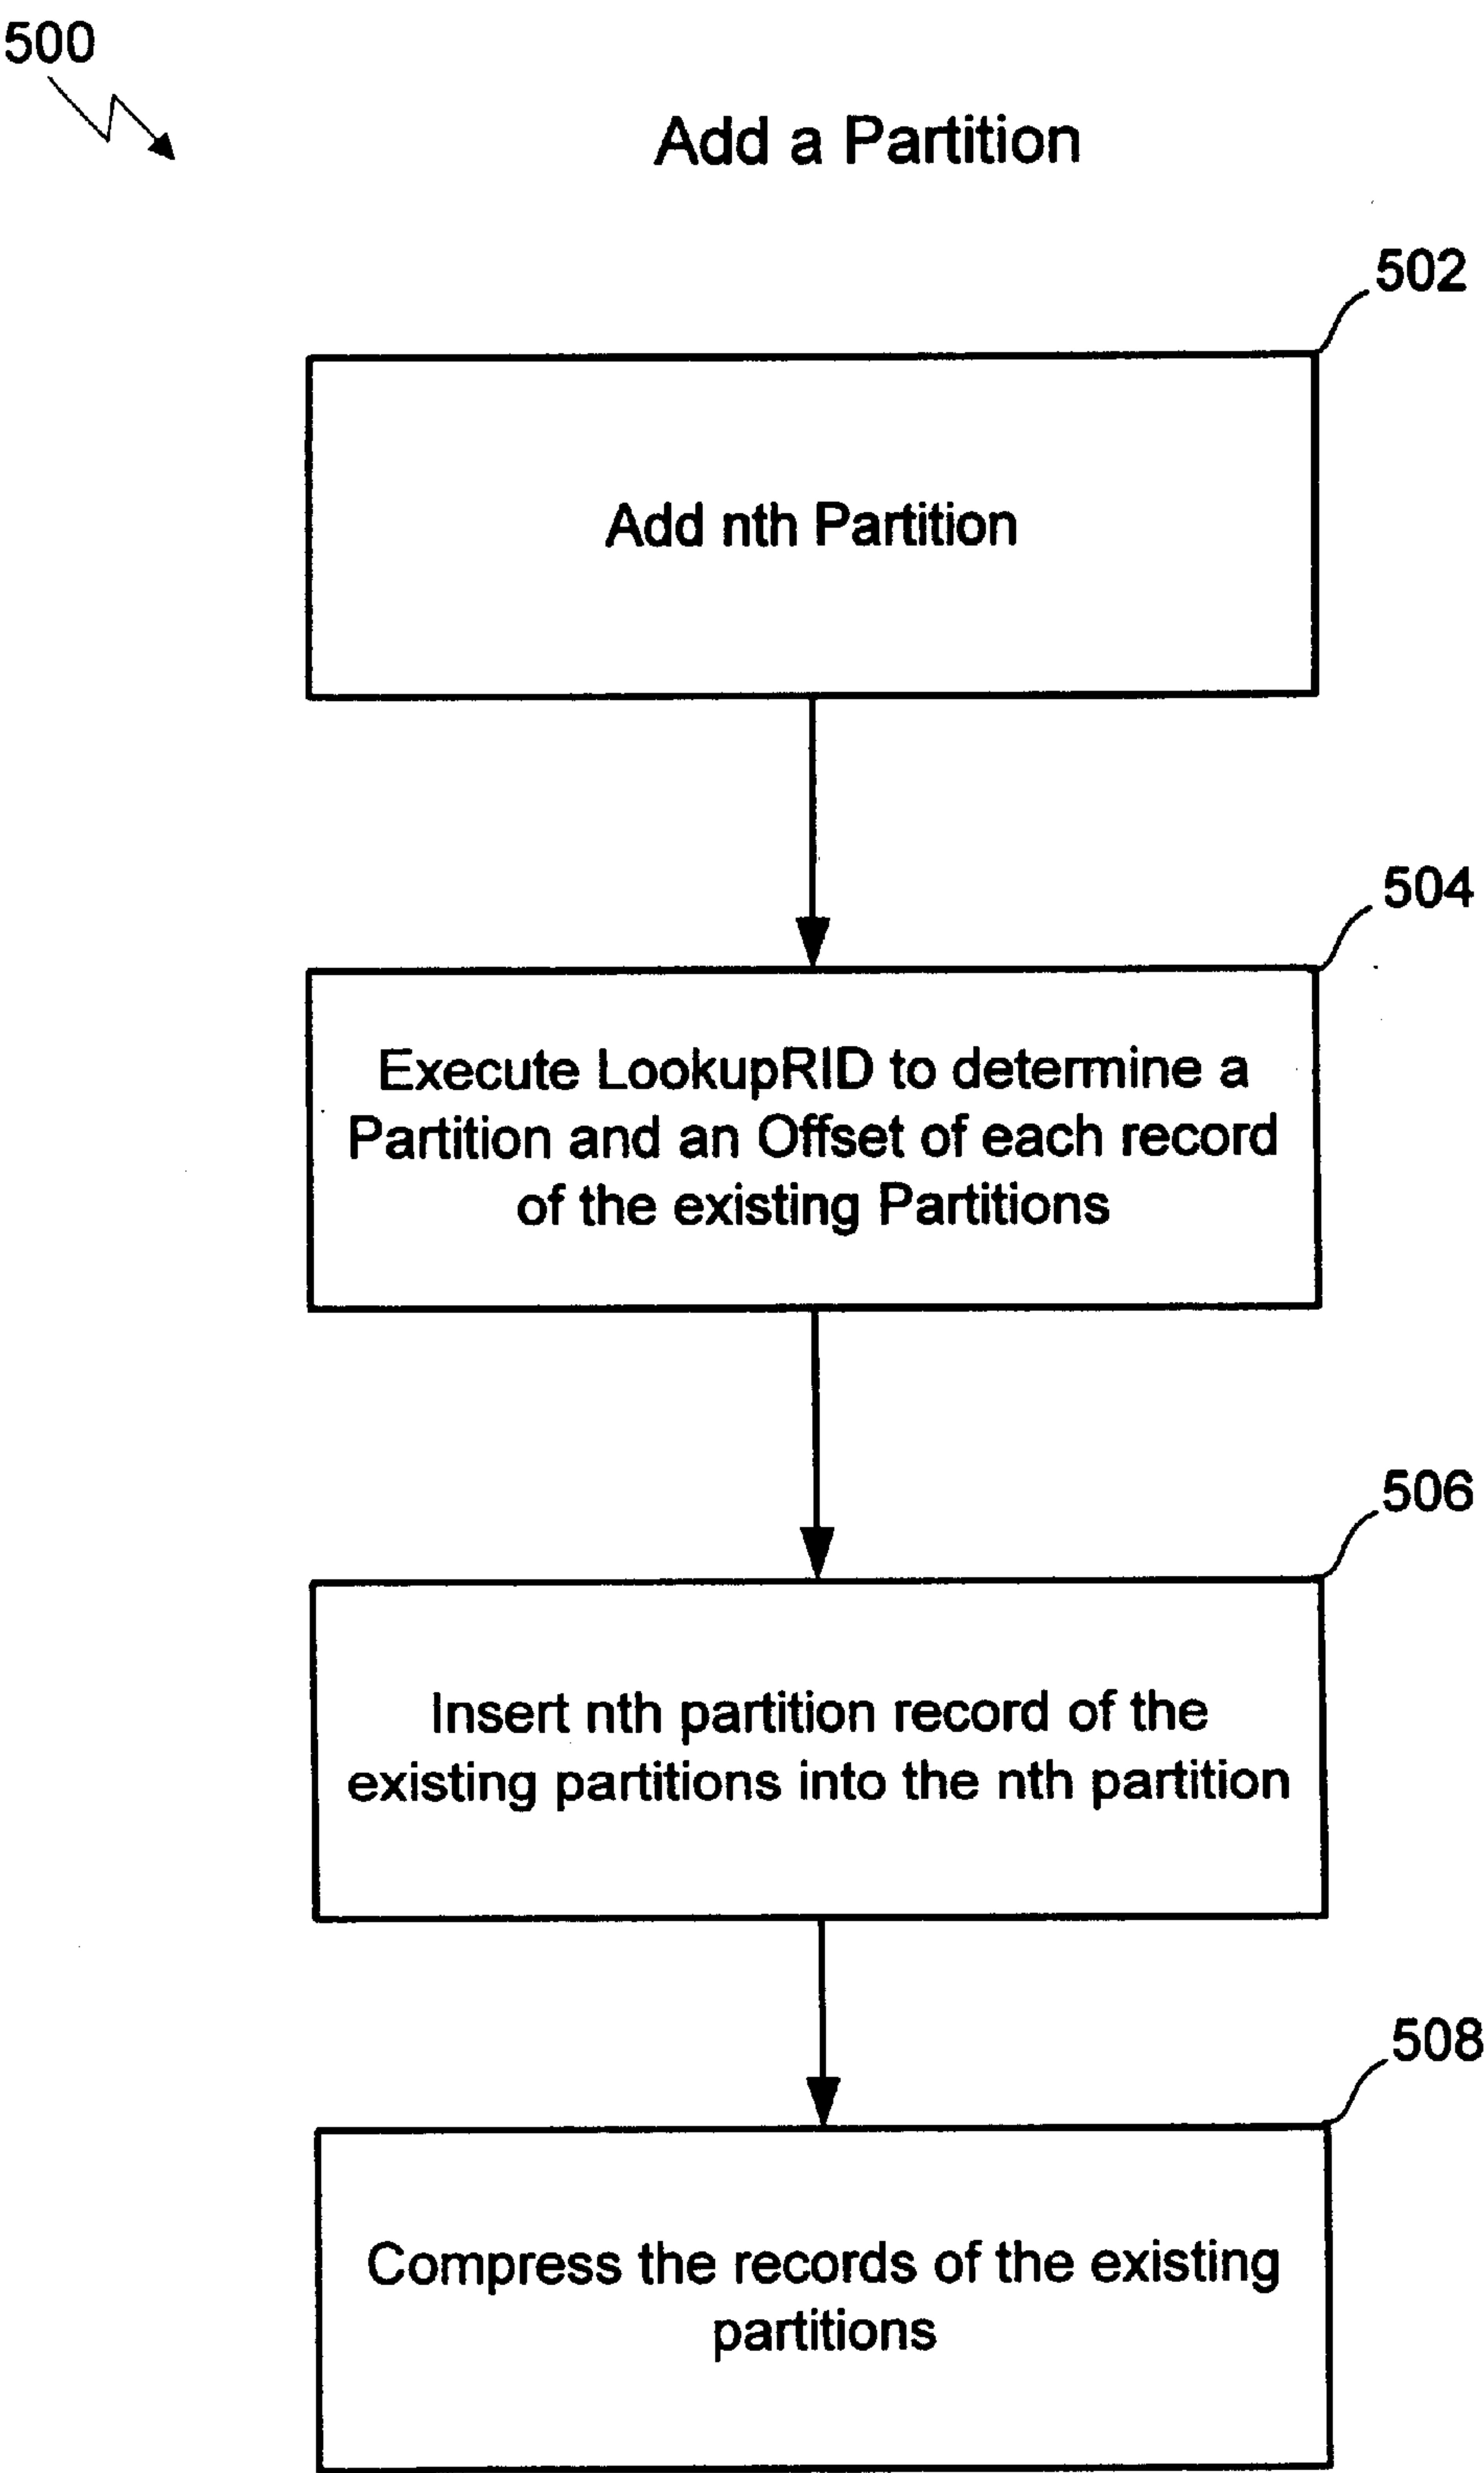 500
Add a Partition
502
Add nth Partition
504
Execute LookupRID to determine a
Partition and an Offset of each record
of the existing Partitions
506
Insert nth partition record of the
existing partitions into the nth partition
508
Compress the records of the existing
partitions